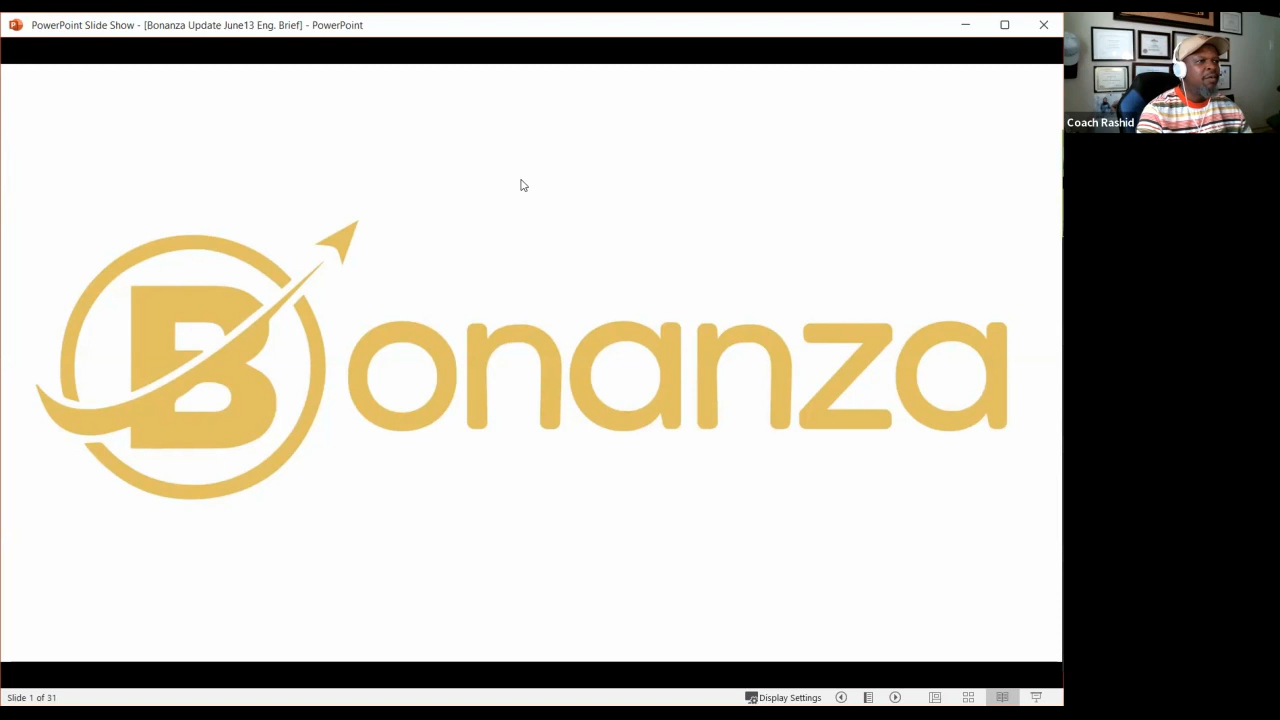 PowerPoint Slide Show - [Bonanza Update June13 Eng. Brief] - PowerPoint
Coach Rashid
Bonanza
Slide 1 of 31
Display Settings